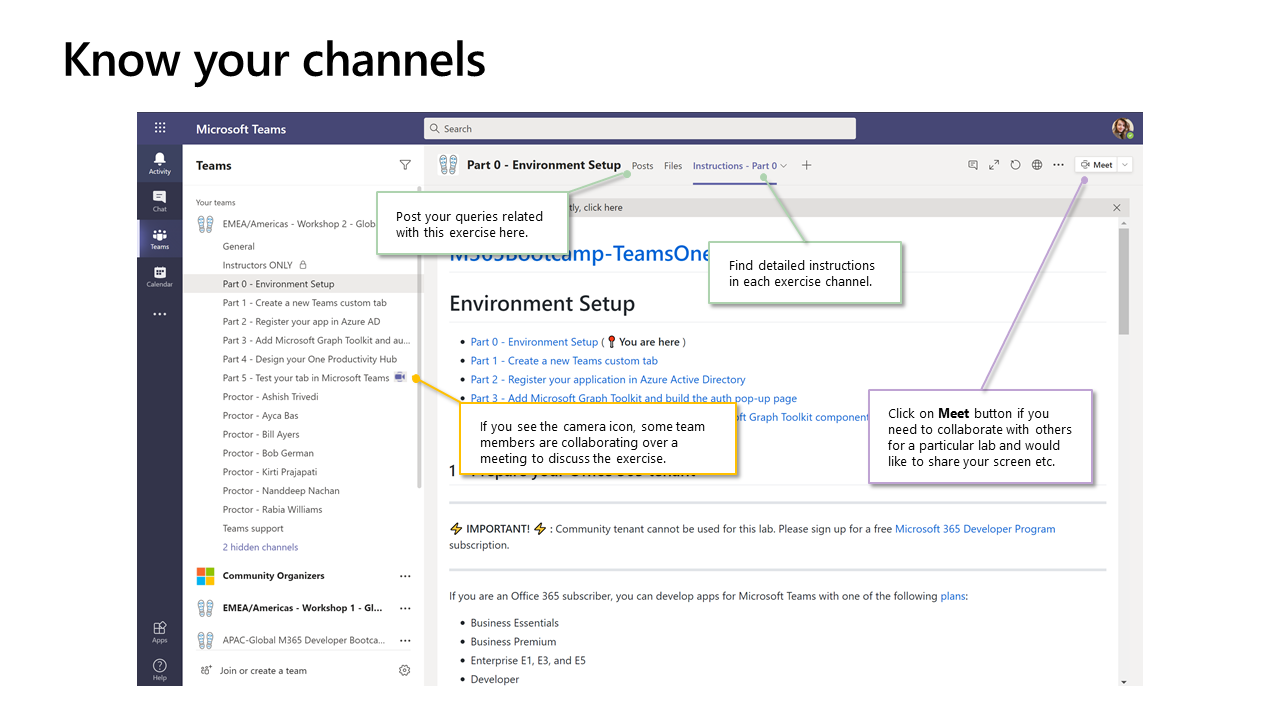 Know your channels
Microsoft Teams
Search
Activity
Chat
Teams
Calendar
Apps
Help
Teams
Your teams
EMEA/Americas - Workshop 2 - Glob
General
Instructors ONLY
Part 0 - Environment Setup
Part 1 - Create a new Teams custom tab
Part 2 - Register your app in Azure AD
Part 3 - Add Microsoft Graph Toolkit and au...
Part 4 - Design your One Productivity Hub
Part 5 - Test your tab in Microsoft Teams
Proctor - Ashish Trivedi
Proctor - Ayca Bas
Proctor - Bill Ayers
Proctor - Bob German
Proctor - Kirti Prajapati
Proctor - Nanddeep Nachan
Proctor - Rabia Williams
Teams support
2 hidden channels
Community Organizers
EMEA/Americas - Workshop 1 - Gl...
APAC-Global M365 Developer Bootca...
Join or create a team
Part 0 - Environment Setup Posts Files Instructions - Part 0
Meet
Post your queries related
with this exercise here.
tly, click here
Find detailed instructions
in each exercise channel.
M365Bootcamp-TeamsOne
Environment Setup
Part 0 - Environment Setup ( You are here )
Part 1 - Create a new Teams custom tab
Part 2 - Register your application in Azure Active Directory
Part 3 - Add Microsoft Graph Toolkit and build the auth pop-up page
oft Graph Toolkit component
If you see the camera icon, some team
members are collaborating over a
meeting to discuss the exercise.
Click on Meet button if you
need to collaborate with others
for a particular lab and would
like to share your screen etc.
1 Prepare your Office 365 tenant
IMPORTANT! : Community tenant cannot be used for this lab. Please sign up for a free Microsoft 365 Developer Program
subscription.
If you are an Office 365 subscriber, you can develop apps for Microsoft Teams with one of the following plans:
Business Essentials
Business Premium
Enterprise E1, E3, and E5
Developer